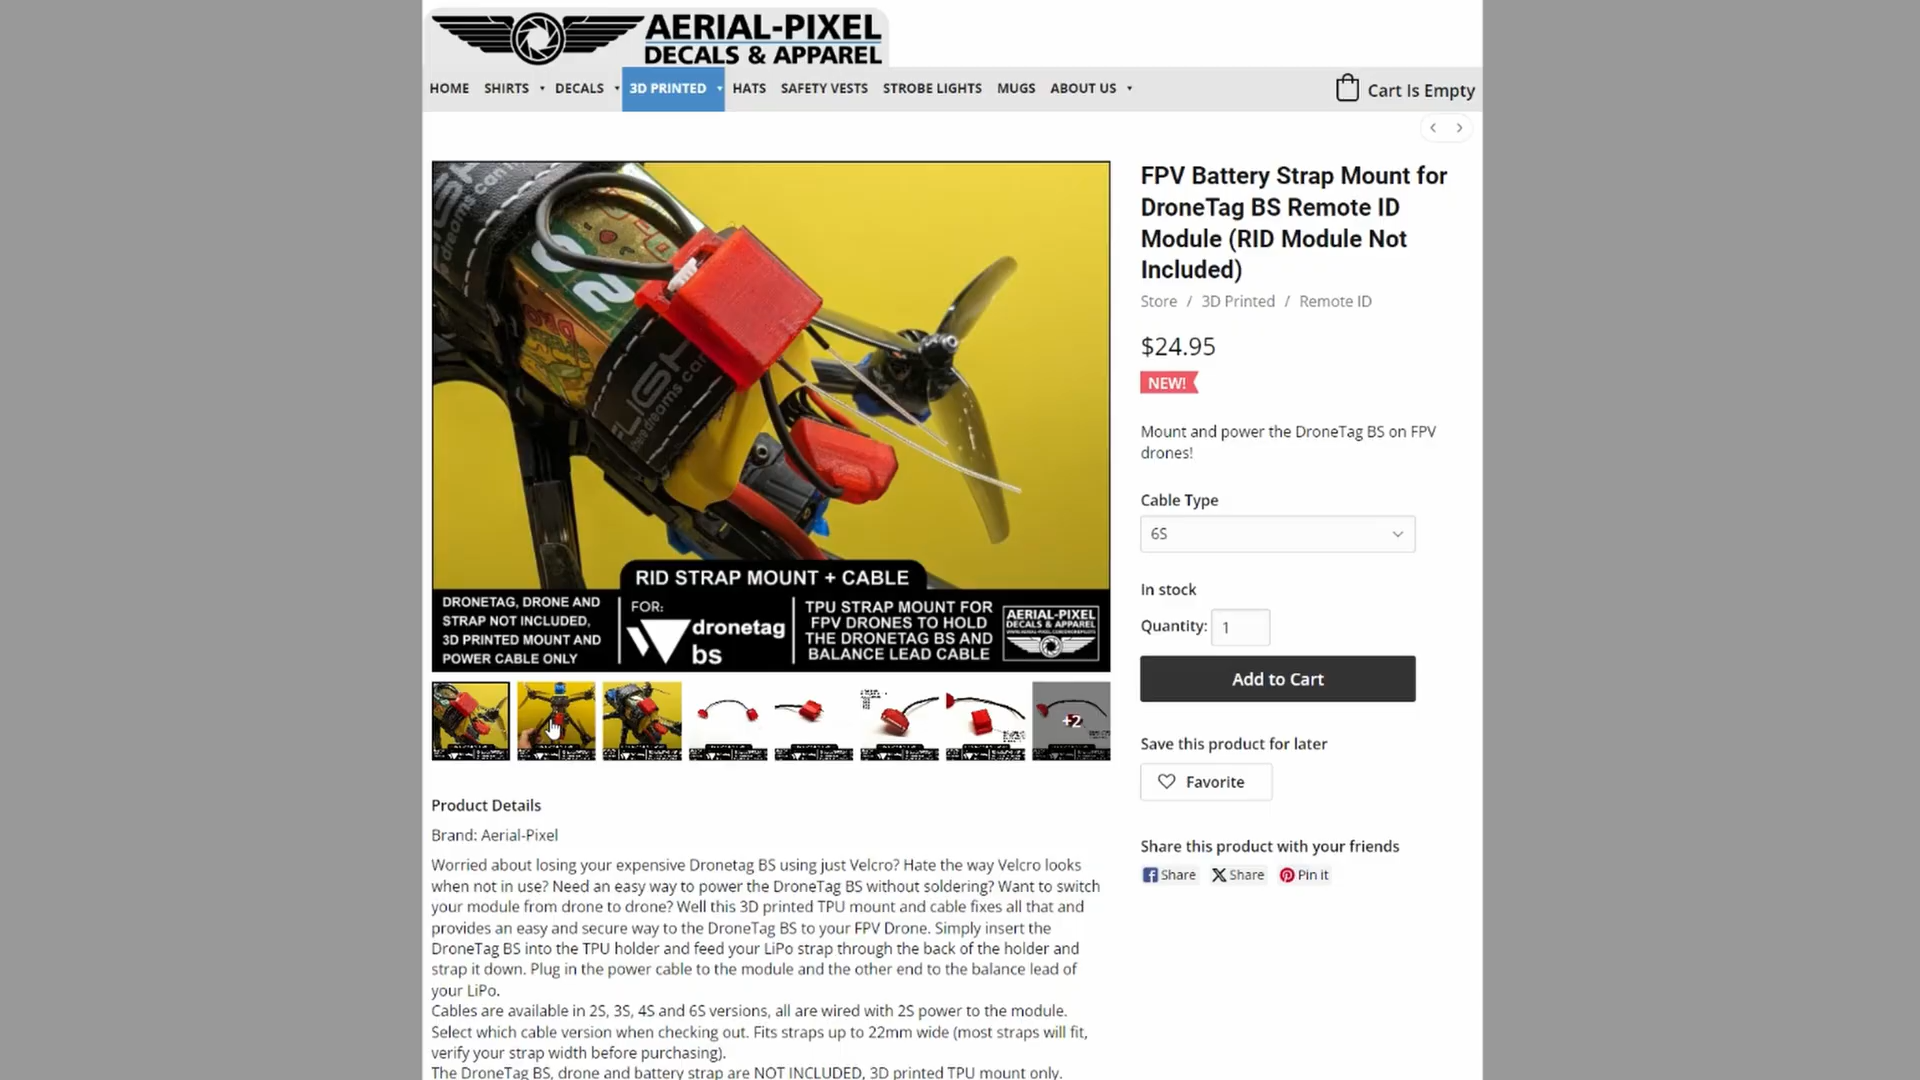 AERIAL-PIXEL
DECALS & APPAREL
HOME SHIRTS DECALS 3D PRINTED HATS SAFETY VESTS STROBE LIGHTS MUGS ABOUT US
Cart Is Empty
FPV Battery Strap Mount for
DroneTag BS Remote ID
Module (RID Module Not
Included)
Store / 3D Printed / Remote ID
$24.95
NEW!
Mount and power the DroneTag BS on FPV
drones!
Cable Type
6S
In stock
Quantity: 1
Add to Cart
Save this product for later
Favorite
Share this product with your friends
Share Share Pin it
RID STRAP MOUNT + CABLE
DRONETAG, DRONE AND
STRAP NOT INCLUDED,
3D PRINTED MOUNT AND
POWER CABLE ONLY
FOR:
dronetag
bs
TPU STRAP MOUNT FOR
FPV DRONES TO HOLD
THE DRONETAG BS AND
BALANCE LEAD CABLE
AERIAL-PIXEL
DECALS & APPAREL
+2
Product Details
Brand: Aerial-Pixel
Worried about losing your expensive Dronetag BS using just Velcro? Hate the way Velcro looks
when not in use? Need an easy way to power the DroneTag BS without soldering? Want to switch
your module from drone to drone? Well this 3D printed TPU mount and cable fixes all that and
provides an easy and secure way to the DroneTag BS to your FPV Drone. Simply insert the
DroneTag BS into the TPU holder and feed your LiPo strap through the back of the holder and
strap it down. Plug in the power cable to the module and the other end to the balance lead of
your LiPo.
Cables are available in 2S, 3S, 4S and 6S versions, all are wired with 2S power to the module.
Select which cable version when checking out. Fits straps up to 22mm wide (most straps will fit,
verify your strap width before purchasing).
The DroneTag BS, drone and battery strap are NOT INCLUDED, 3D printed TPU mount only.